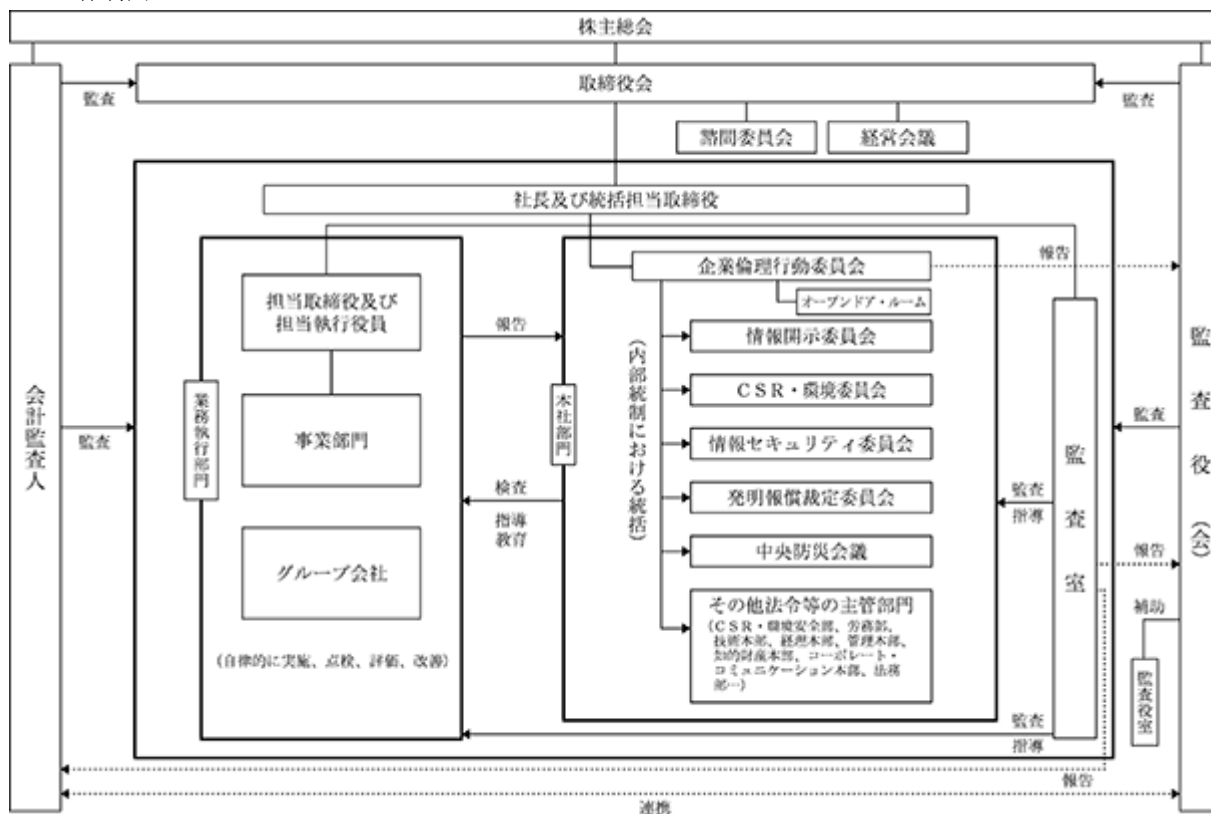 株主総会
取締役会
監査
監査
諮問委員会
経営会議
社長及び統括担当取締役
企業倫理行動委員会
報告
オープンドア・ルーム
担当取締役及び
担当執行役員
報告
情報開示委員会
(内部統制における統括)
CSR・環境委員会
業務執行部門
本社部門
会計監査人
監査
事業部門
情報セキュリティ委員会
監査室
監査
監査役(会)
検査
指導
教育
発明報償裁定委員会
監査
指導
グループ会社
中央防災会議
報告
その他法令等の主管部門
(CSR・環境安全部、労務部、
技術本部、経理本部、管理本部、
知的財産本部、コーポレート・
コミュニケーション本部、法務
部…)
補助
監査役室
(自律的に実施、点検、評価、改善)
監査
指導
報告
連携